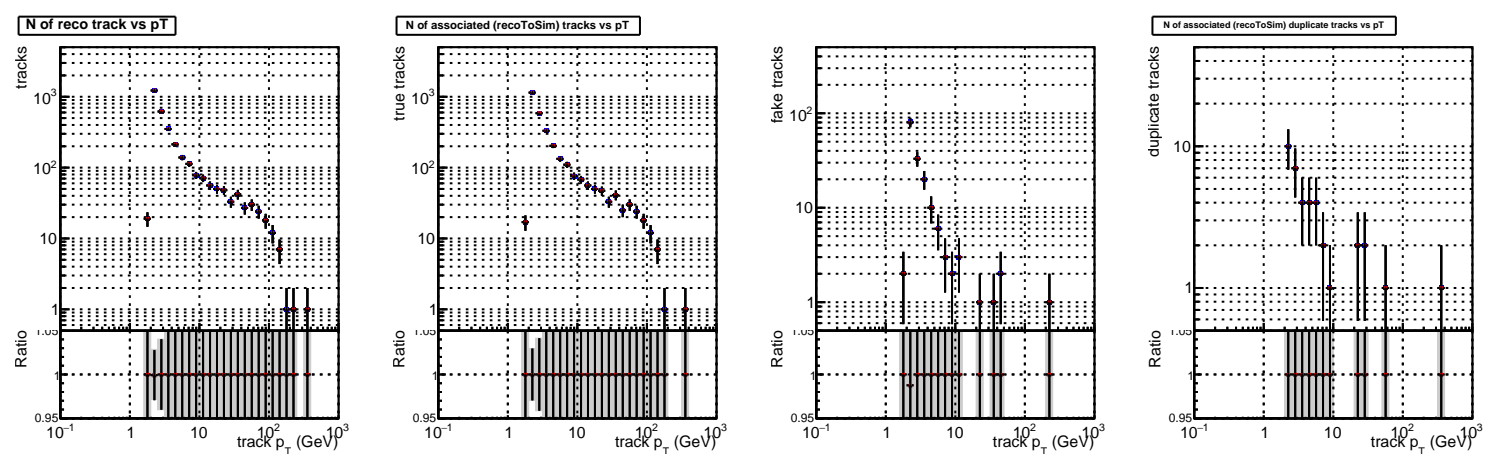 N of reco track vs pT
tracks
10³
10²
10
1
Ratio
1.05
1
0.95
10⁻¹ 1 10 10² 10³
track p_T (GeV)
N of associated (recoToSim) tracks vs pT
true tracks
10³
10²
10
1
Ratio
1.05
1
0.95
10⁻¹ 1 10 10² 10³
track p_T (GeV)
fake tracks
10²
10
1
Ratio
1.05
1
0.95
10⁻¹ 1 10 10² 10³
track p_T (GeV)
N of associated (recoToSim) duplicate tracks vs pT
duplicate tracks
10
1
Ratio
1.05
1
0.95
10⁻¹ 1 10 10² 10³
track p_T (GeV)